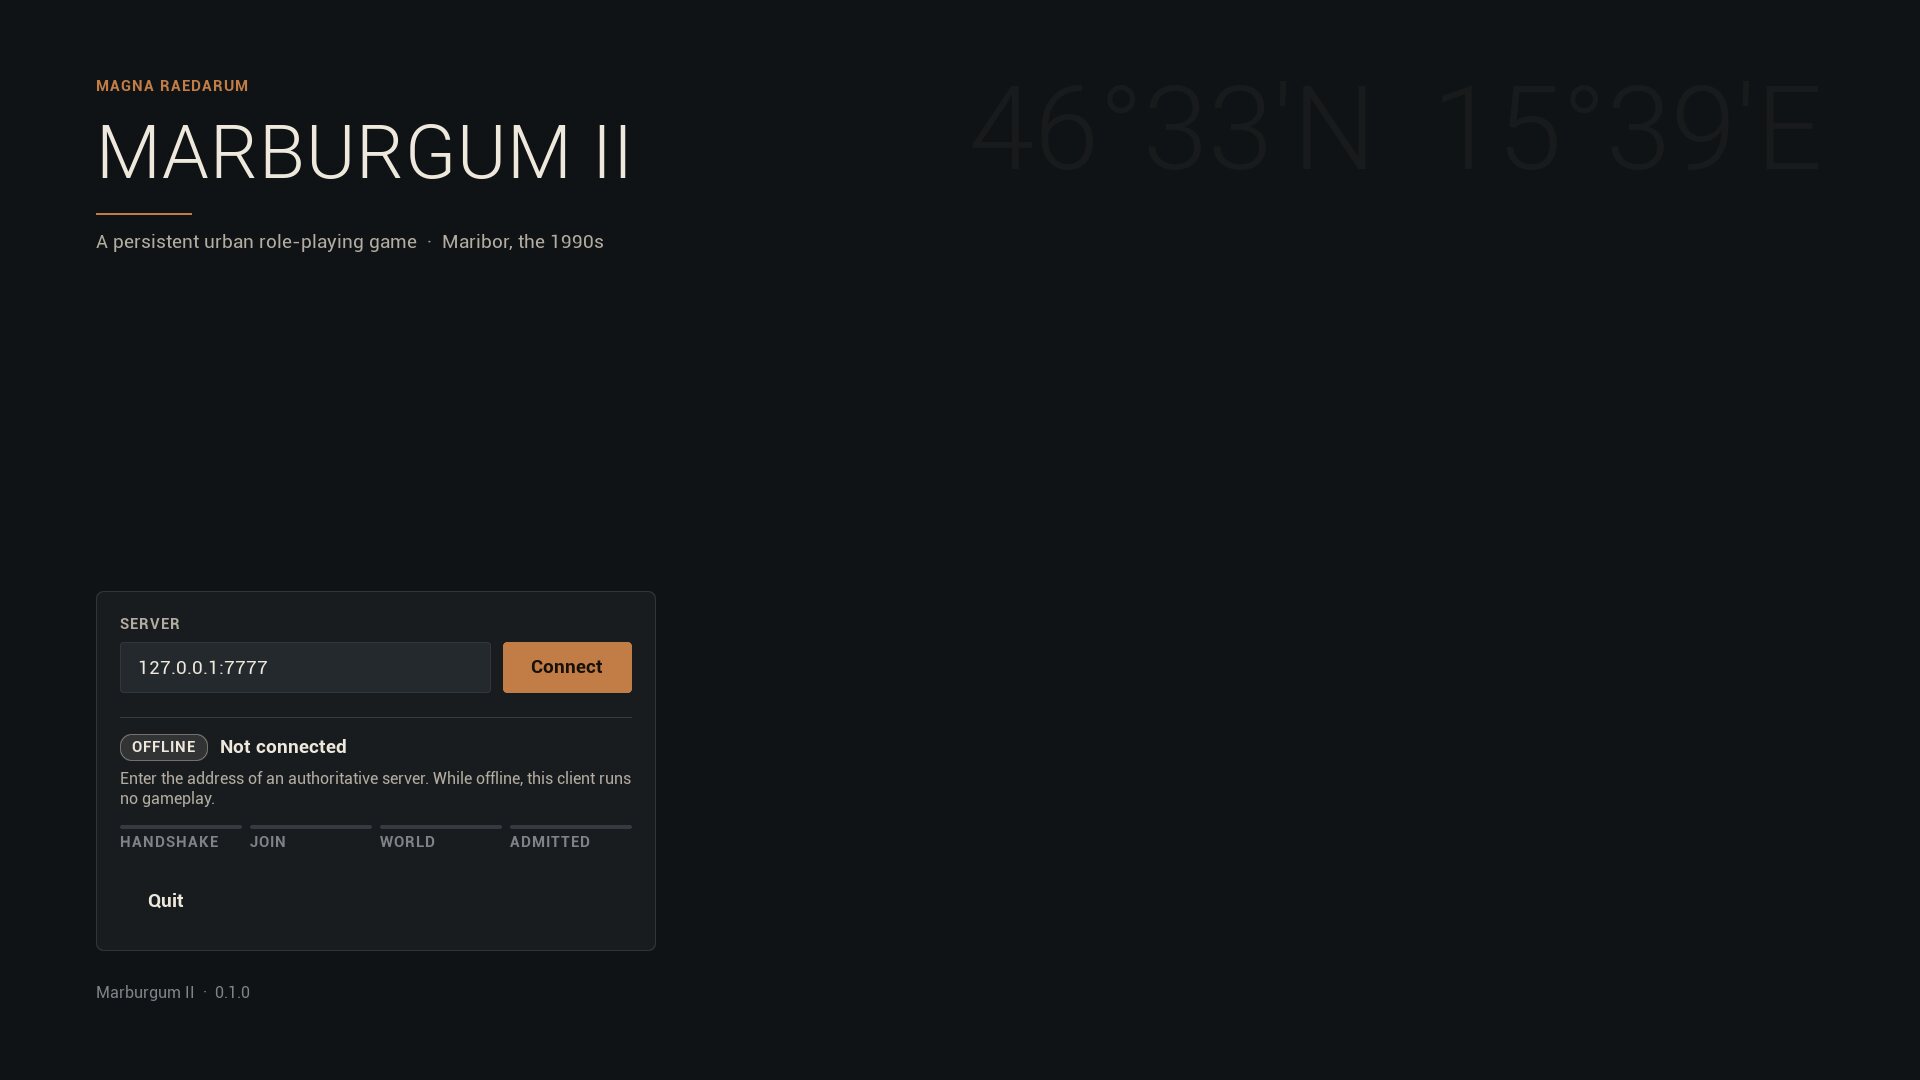 MAGNA RAEDARUM
MARBURGUM II
46°33'N 15°39'E
A persistent urban role-playing game · Maribor, the 1990s
SERVER
127.0.0.1:7777
Connect
OFFLINE Not connected
Enter the address of an authoritative server. While offline, this client runs
no gameplay.
HANDSHAKE JOIN WORLD ADMITTED
Quit
Marburgum II · 0.1.0